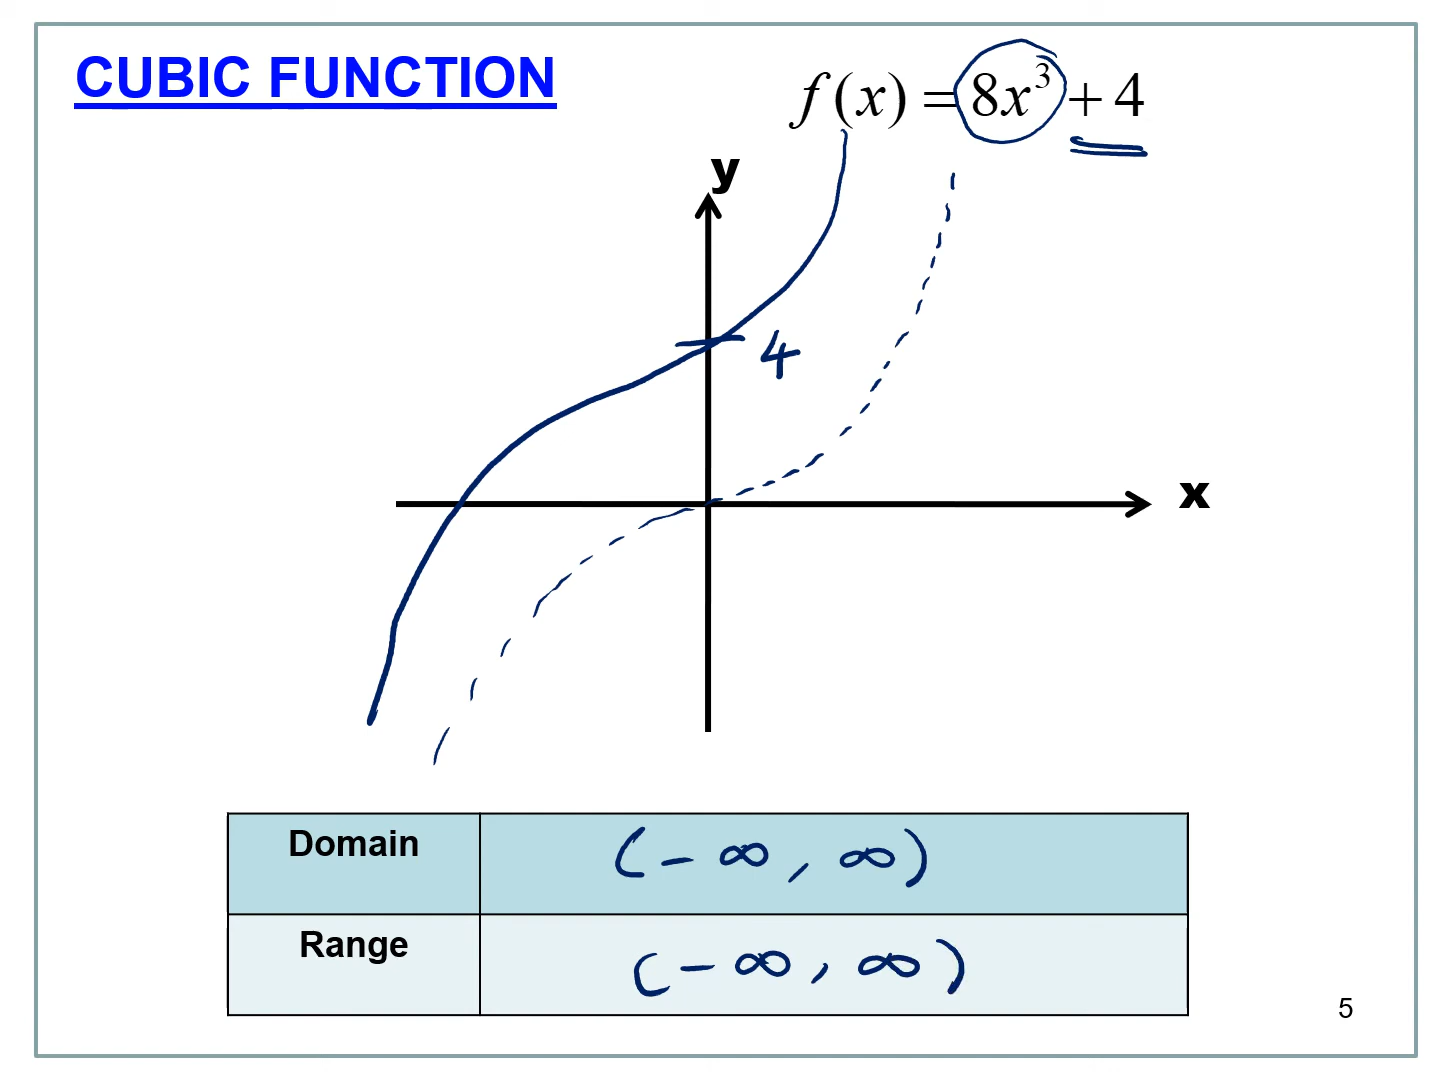 CUBIC FUNCTION
f(x) = 8x³ + 4
y
4
x
Domain (-∞, ∞)
Range (-∞, ∞)
5